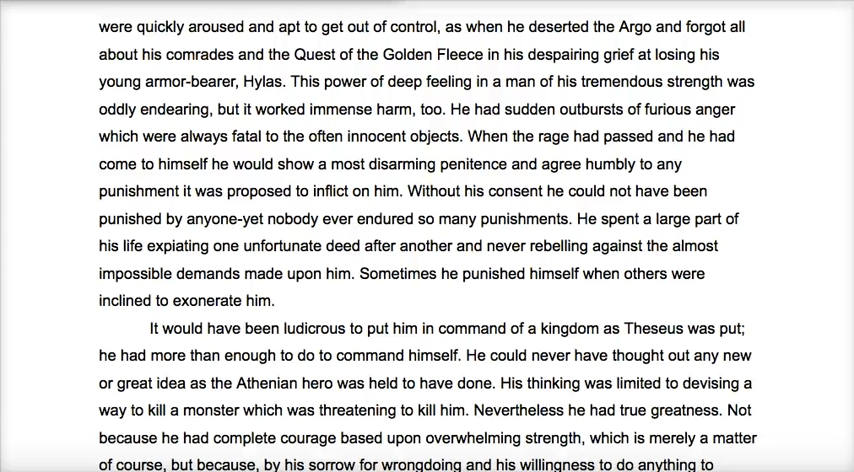 were quickly aroused and apt to get out of control, as when he deserted the Argo and forgot all
about his comrades and the Quest of the Golden Fleece in his despairing grief at losing his
young armor-bearer, Hylas. This power of deep feeling in a man of his tremendous strength was
oddly endearing, but it worked immense harm, too. He had sudden outbursts of furious anger
which were always fatal to the often innocent objects. When the rage had passed and he had
come to himself he would show a most disarming penitence and agree humbly to any
punishment it was proposed to inflict on him. Without his consent he could not have been
punished by anyone-yet nobody ever endured so many punishments. He spent a large part of
his life expiating one unfortunate deed after another and never rebelling against the almost
impossible demands made upon him. Sometimes he punished himself when others were
inclined to exonerate him.
It would have been ludicrous to put him in command of a kingdom as Theseus was put;
he had more than enough to do to command himself. He could never have thought out any new
or great idea as the Athenian hero was held to have done. His thinking was limited to devising a
way to kill a monster which was threatening to kill him. Nevertheless he had true greatness. Not
because he had complete courage based upon overwhelming strength, which is merely a matter
of course, but because, by his sorrow for wrongdoing and his willingness to do anything to